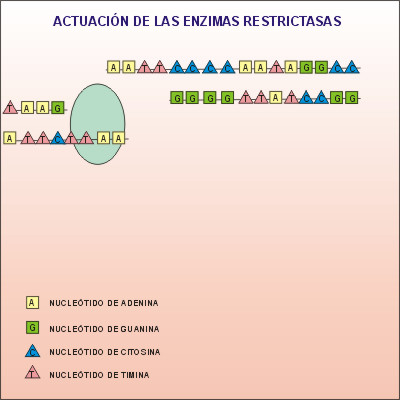 ACTUACIÓN DE LAS ENZIMAS RESTRICTASAS
A A T T C C C C A A T A G G C C
G G G G T T A T C C G G
T A A G
A T T C T T A A
A NUCLEÓTIDO DE ADENINA
G NUCLEÓTIDO DE GUANINA
C NUCLEÓTIDO DE CITOSINA
T NUCLEÓTIDO DE TIMINA